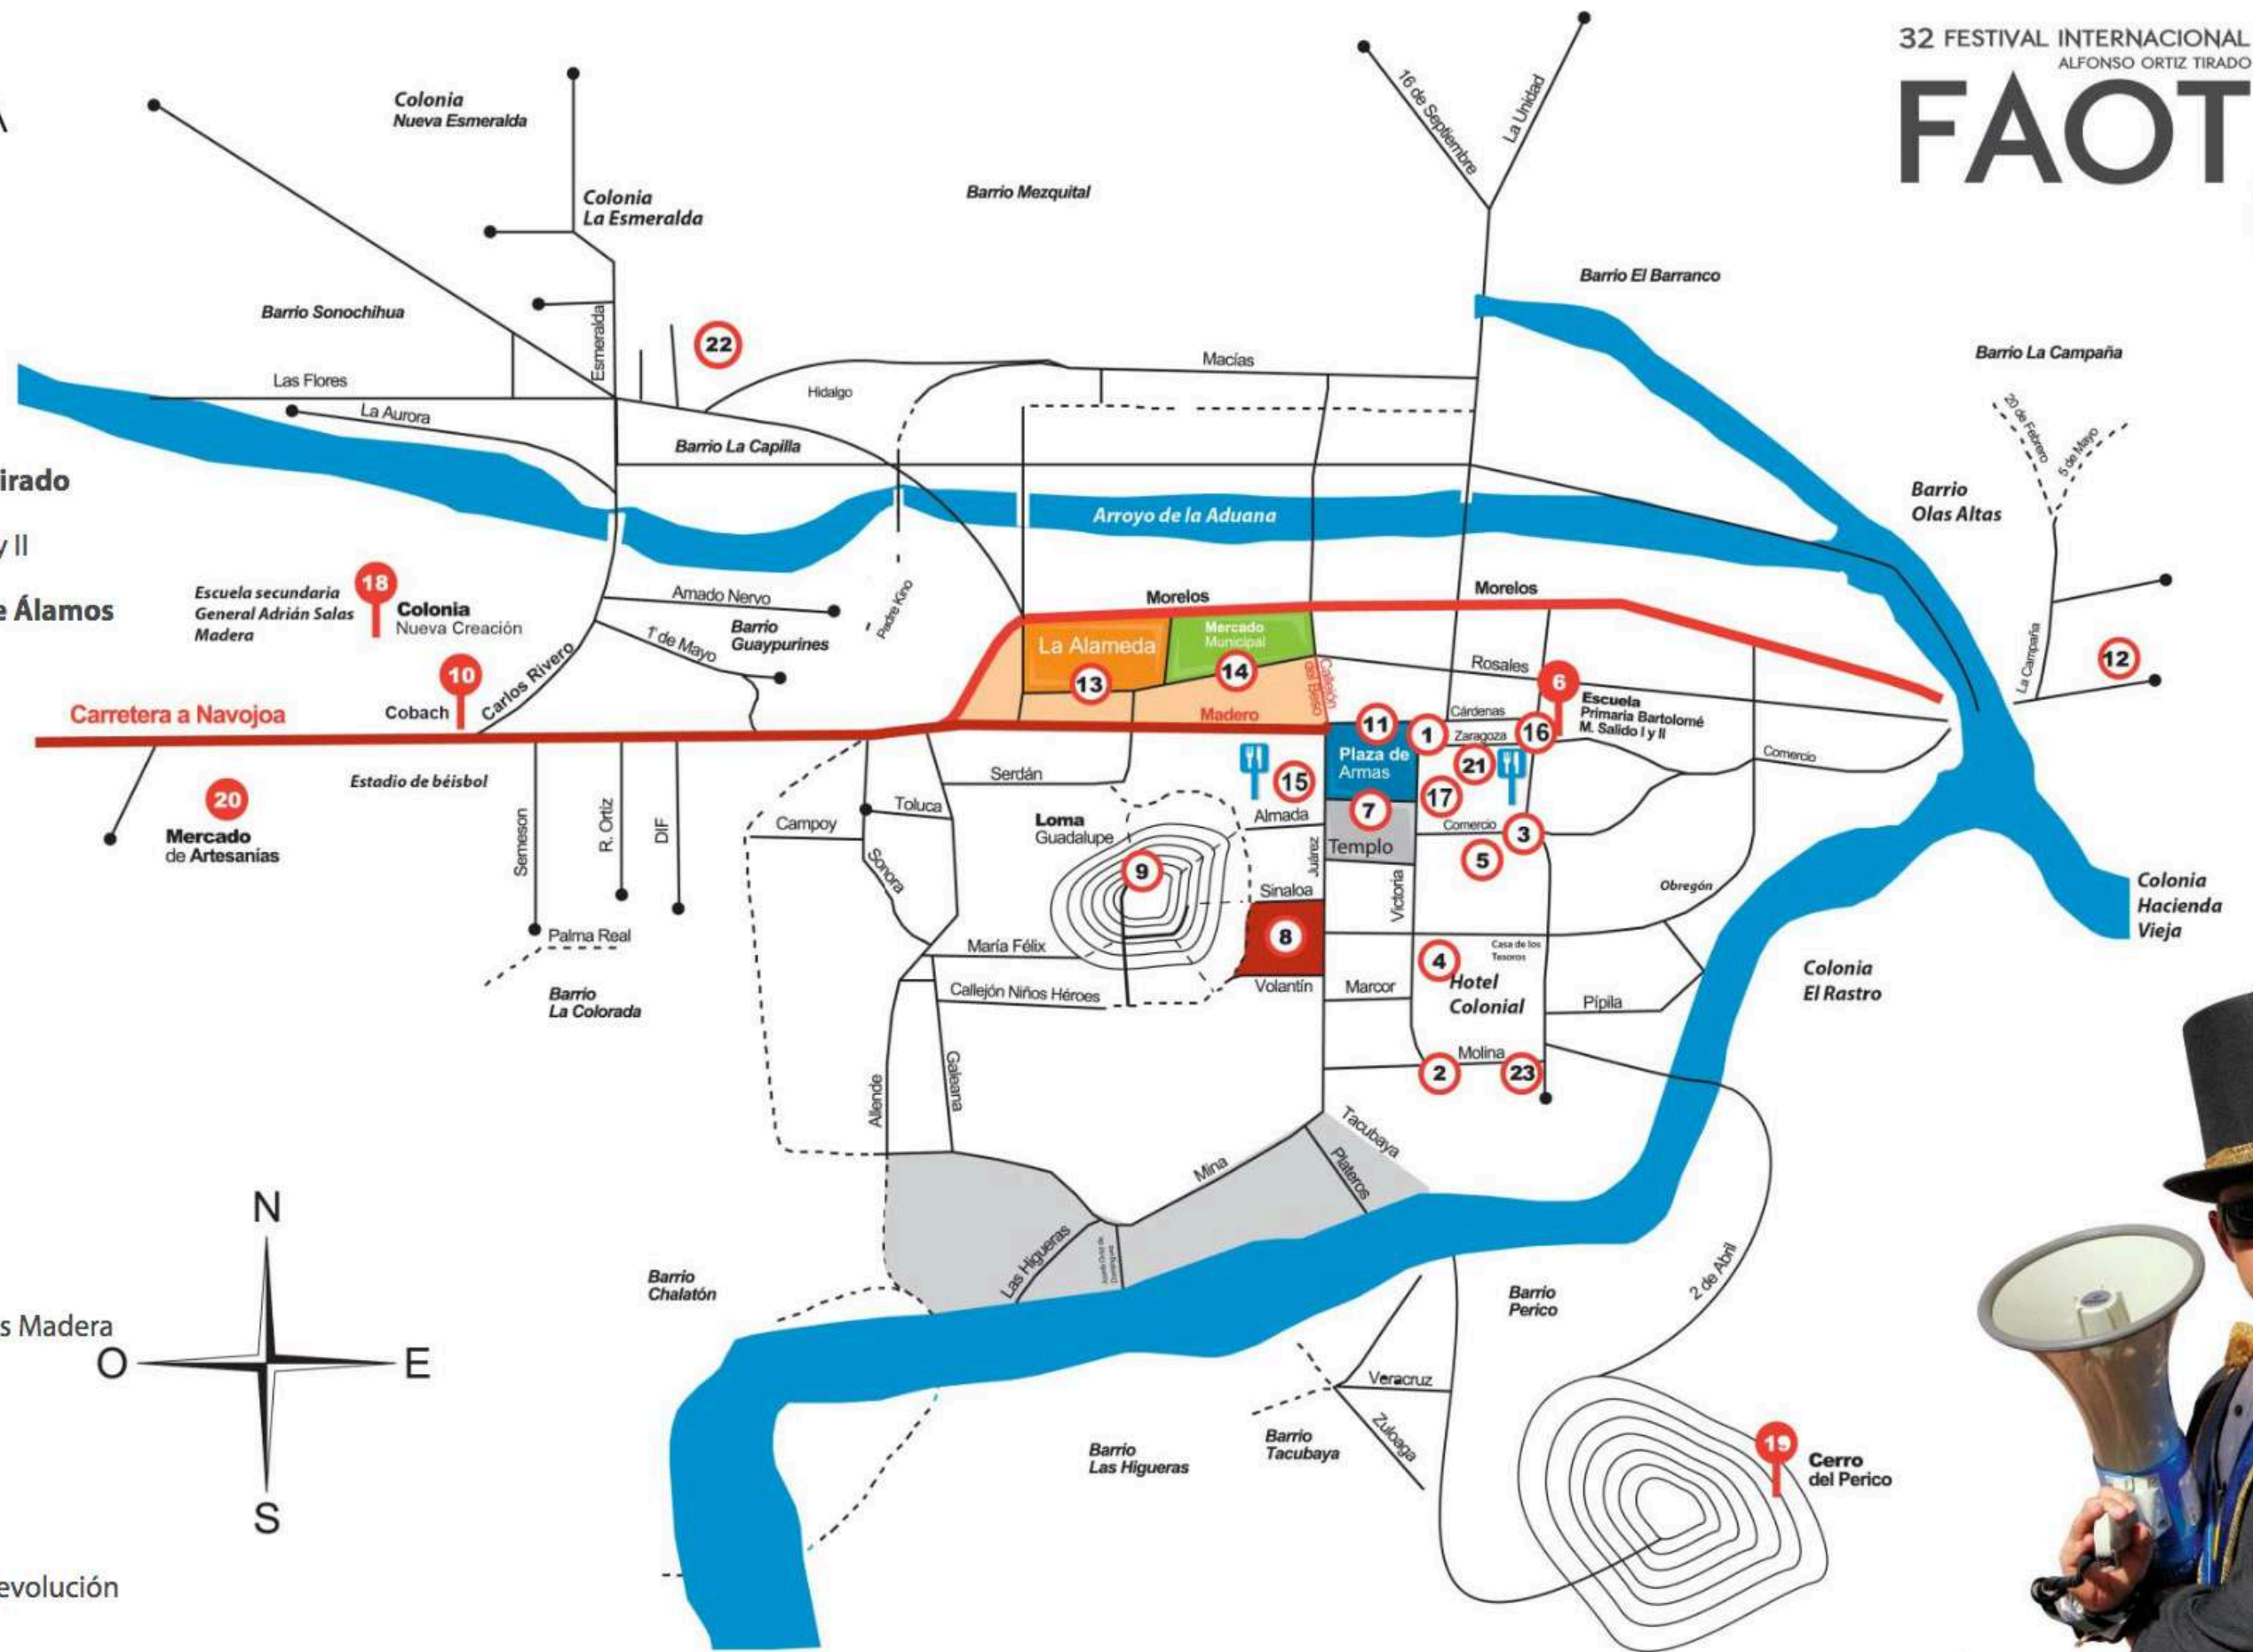 32 FESTIVAL INTERNACIONAL
ALFONSO ORTIZ TIRADO
FAOT
Colonia
Nueva Esmeralda
Colonia
La Esmeralda
Barrio Mezquital
16 de Septiembre
La Unidad
Barrio El Barranco
Barrio Sonochihua
Esmeralda
22
Macías
Barrio La Campaña
Las Flores
Hidalgo
La Aurora
20 de Febrero
5 de Mayo
Barrio La Capilla
irado
Barrio
Olas Altas
Arroyo de la Aduana
y II
e Álamos
18
Escuela secundaria
General Adrián Salas
Madera
Colonia
Nueva Creación
Amado Nervo
Padre Kino
Morelos
Morelos
1° de Mayo
Barrio
Guaypurines
La Alameda
13
Mercado
Municipal
14
Callejón
del Beso
Rosales
6
Escuela
Primaria Bartolomé
M. Salido I y II
La Campaña
12
10
Cobach
Carlos Rivero
Carretera a Navojoa
Madero
11
1
Cárdenas
Zaragoza
16
Comercio
Plaza de
Armas
21
20
Mercado
de Artesanías
Estadio de béisbol
Serdán
15
17
7
Templo
Almada
Comercio
3
5
Semeson
R. Ortiz
DIF
Campoy
Toluca
Sonora
Loma
Guadalupe
9
Juárez
Sinaloa
Victoria
Obregón
Colonia
Hacienda
Vieja
8
Palma Real
María Félix
4
Casa de los
Tesoros
Hotel
Colonial
Colonia
El Rastro
Barrio
La Colorada
Callejón Niños Héroes
Volantín
Marcor
Pípila
Allende
Galeana
Molina
2
23
Tacubaya
Plateros
Mina
N
O
E
S
s Madera
Las Higueras
Barrio
Chalatón
Barrio
Perico
2 de Abril
Veracruz
Zuloaga
Barrio
Tacubaya
Barrio
Las Higueras
19
Cerro
del Perico
evolución